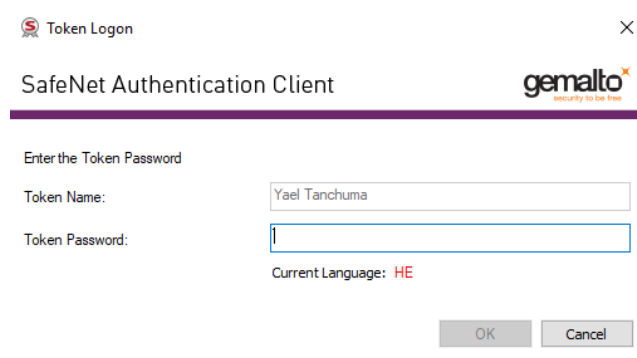 Token Logon
SafeNet Authentication Client
gemalto
security to be free
Enter the Token Password
Token Name: Yael Tanchuma
Token Password:
Current Language: HE
OK Cancel